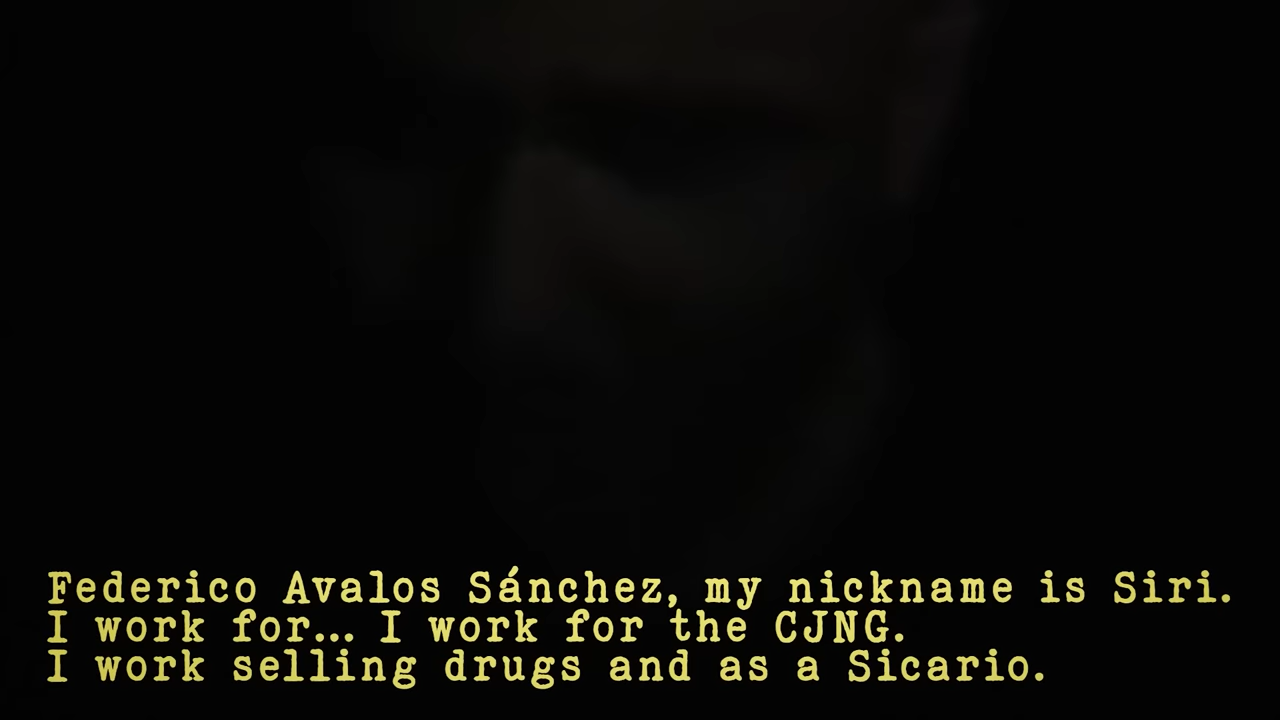 Federico Avalos Sánchez, my nickname is Siri.
I work for... I work for the CJNG.
I work selling drugs and as a Sicario.